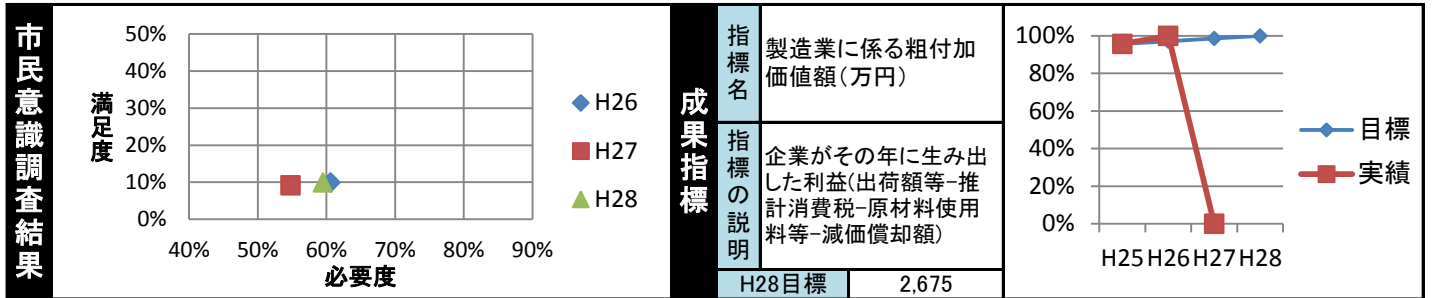 市民意識調査結果
50%
40%
30%
20%
10%
0%
満足度
40% 50% 60% 70% 80% 90%
必要度
H26
H27
H28
成果指標
指標名
製造業に係る粗付加
価値額(万円)
指標の説明
企業がその年に生み出
した利益(出荷額等-推
計消費税-原材料使用
料等-減価償却額)
H28目標 2,675
100%
80%
60%
40%
20%
0%
H25 H26 H27 H28
目標
実績